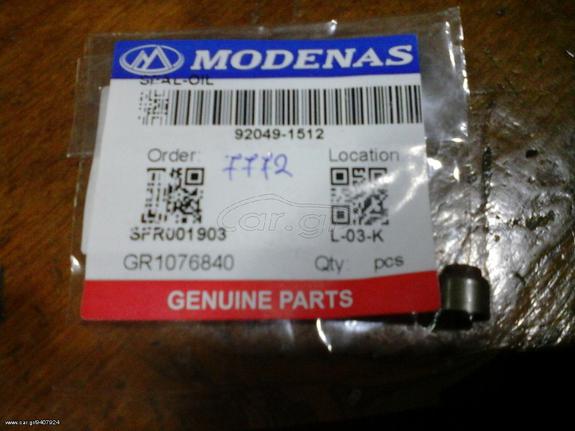 MODENAS
SEAL-OIL
92049-1512
Order: 7772 Location
SFR001903 L-03-K
car.gr
GR1076840 Qty: pcs
GENUINE PARTS
www.car.gr/9407924